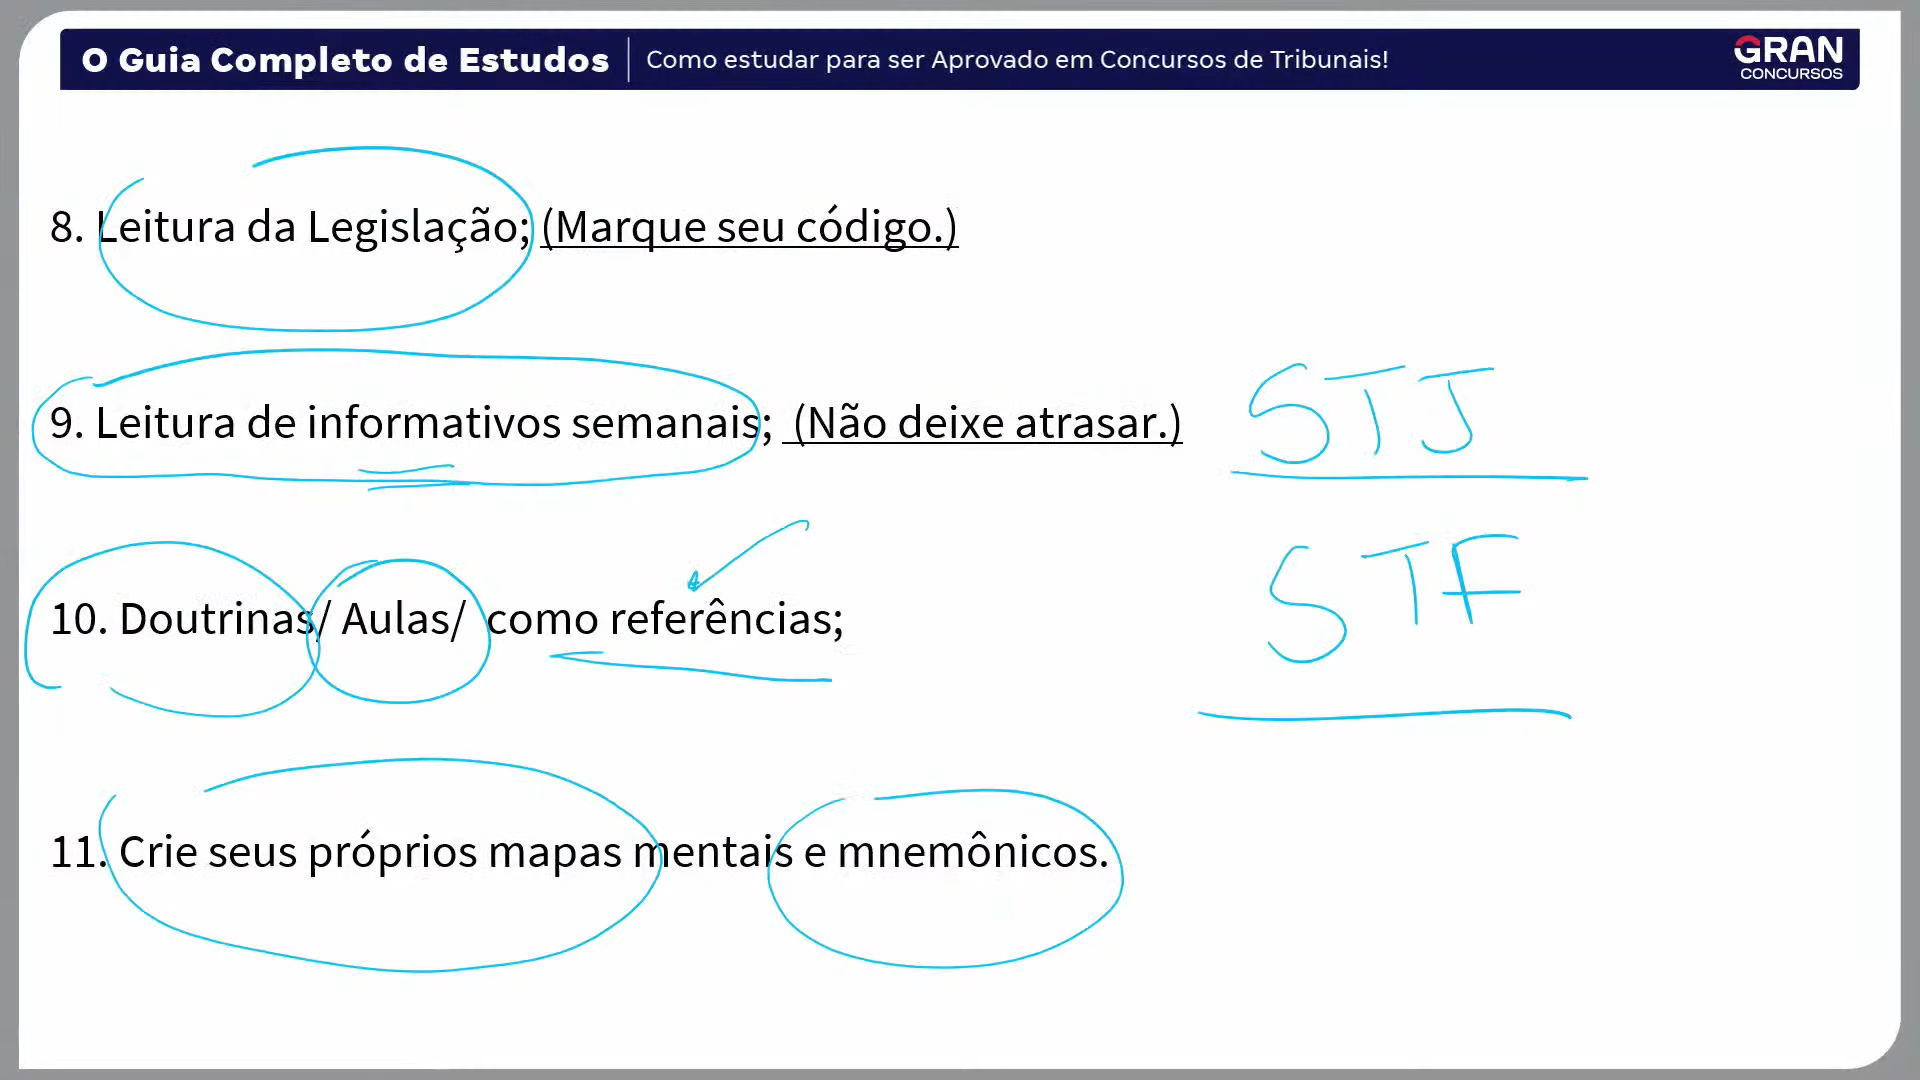 O Guia Completo de Estudos | Como estudar para ser Aprovado em Concursos de Tribunais!
GRAN
CONCURSOS
8. Leitura da Legislação; (Marque seu código.)
9. Leitura de informativos semanais; (Não deixe atrasar.)
STJ
10. Doutrinas/ Aulas/ como referências;
STF
11. Crie seus próprios mapas mentais e mnemônicos.